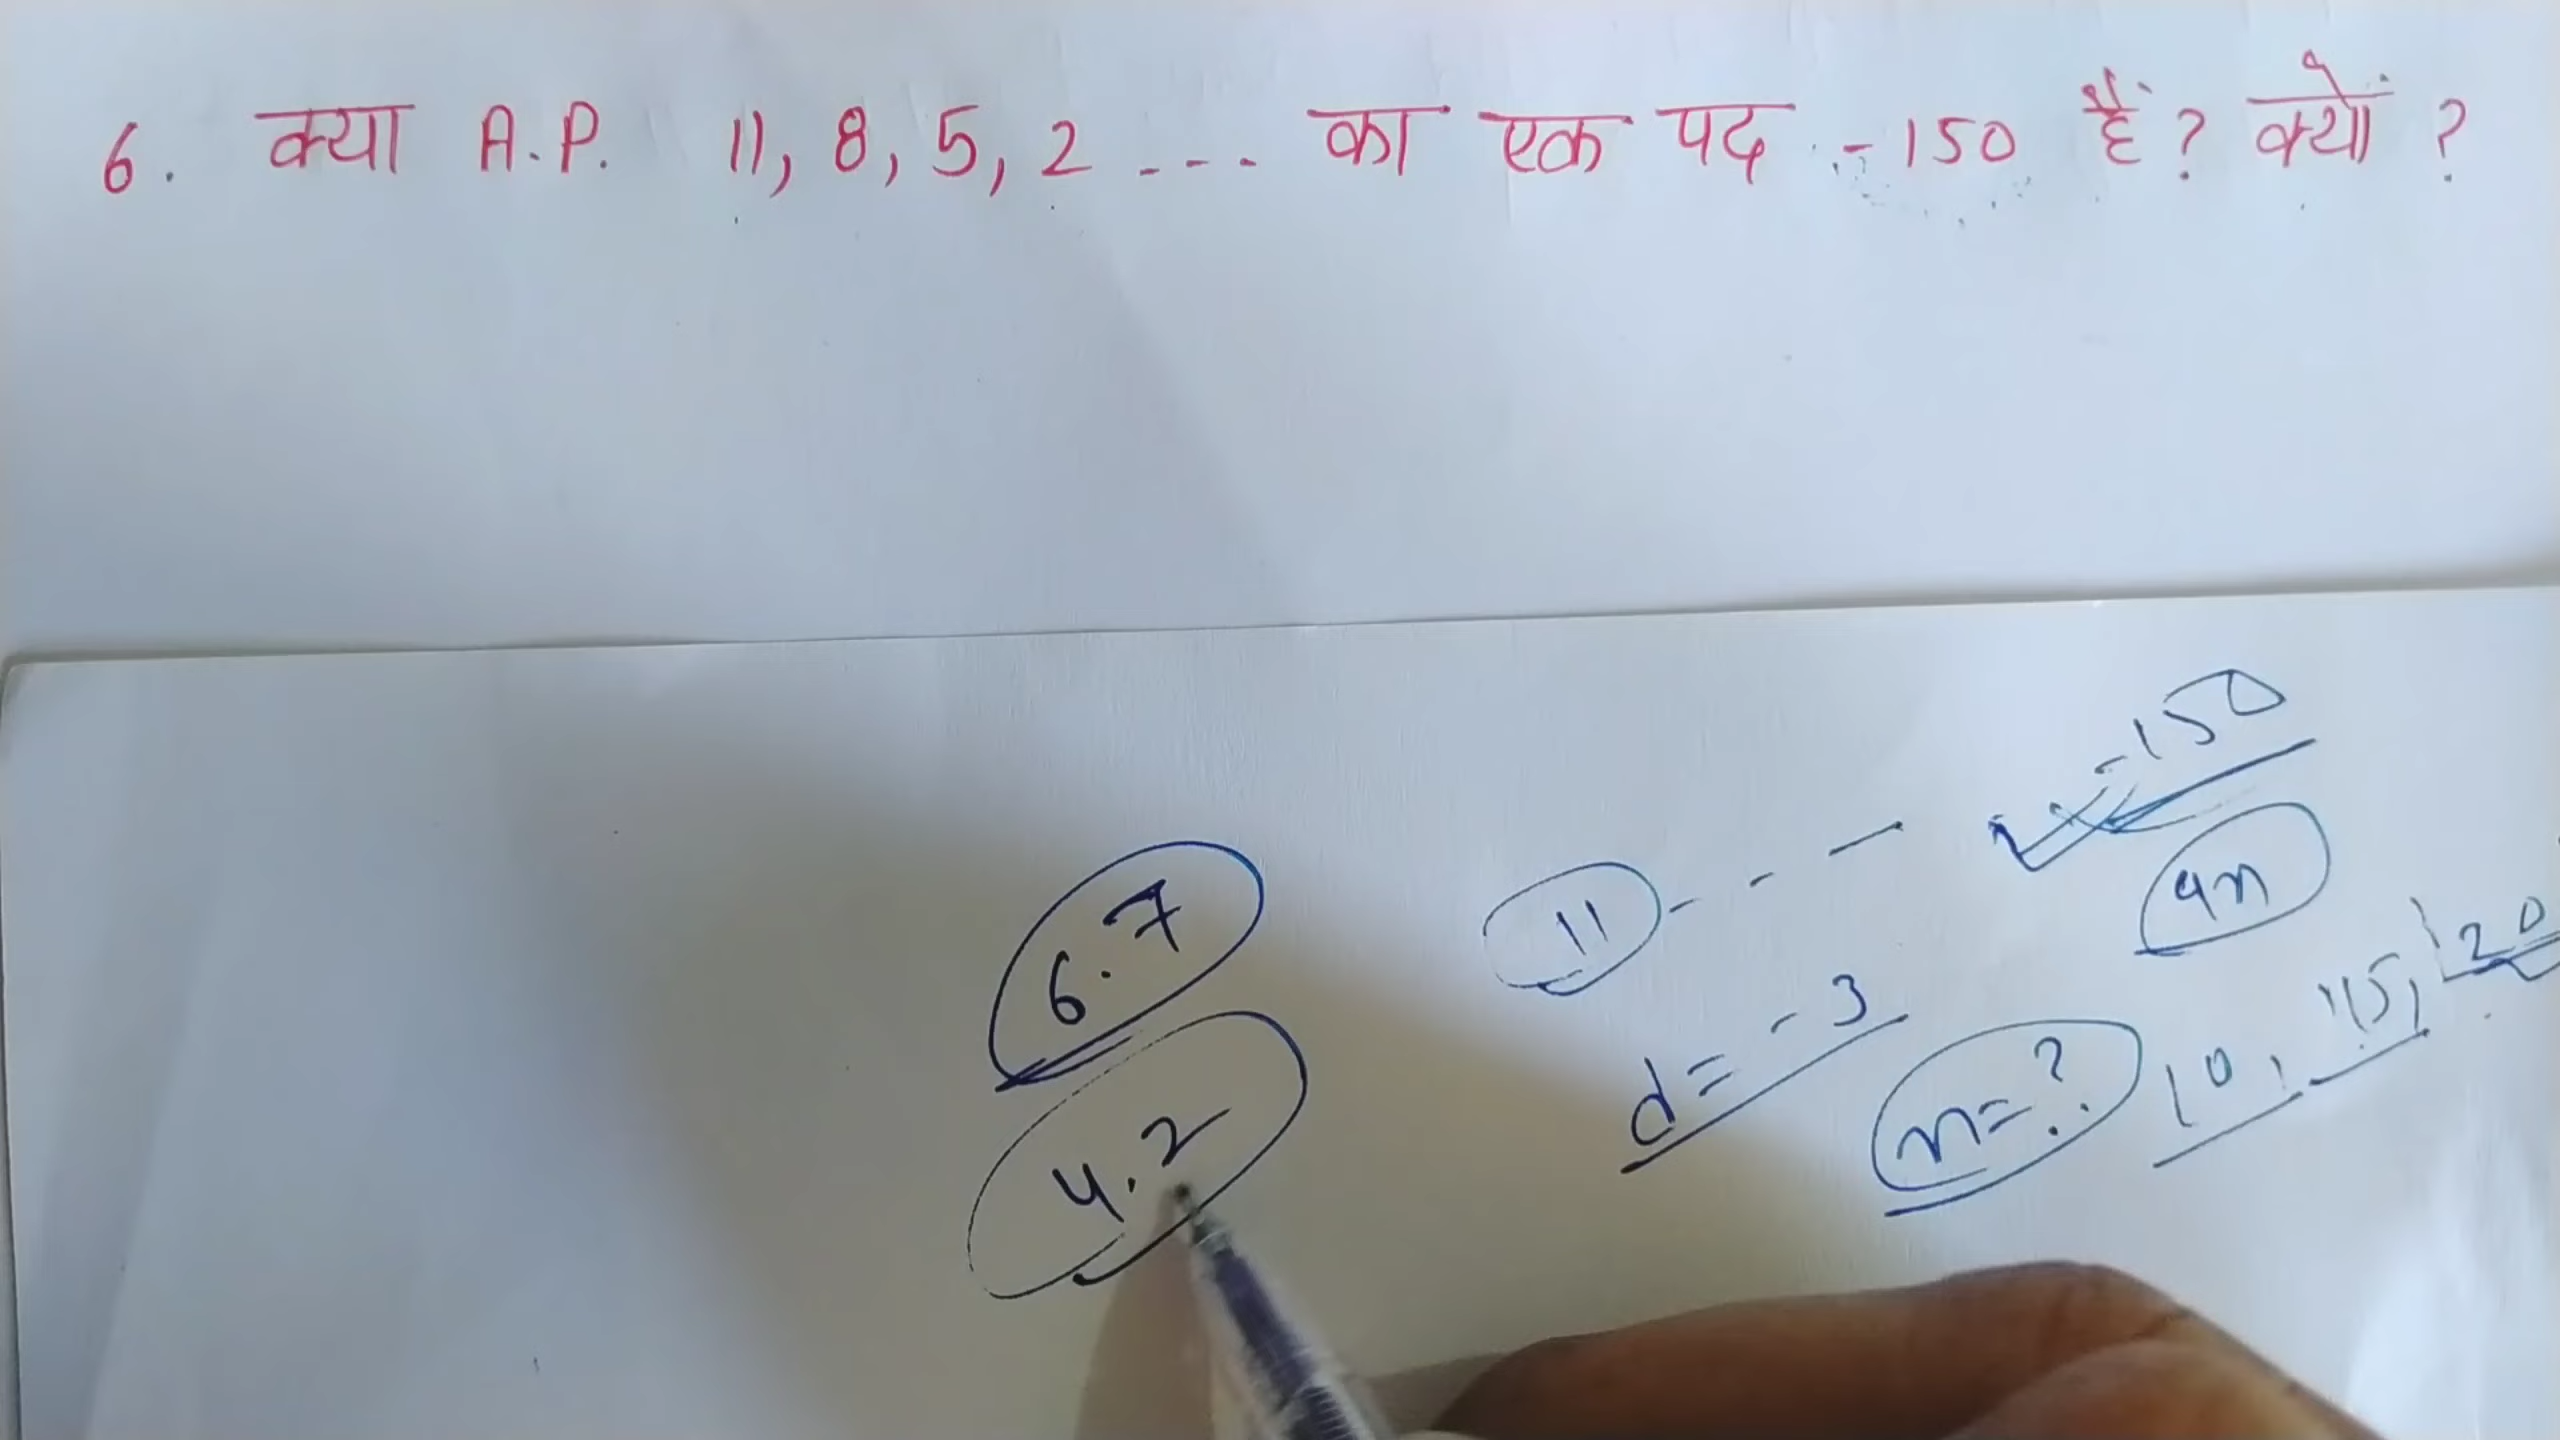 6. क्या A.P. 11, 8, 5, 2 --- का एक पद -150 है? क्यों?
-150
11 - - -
an
6.7
d = -3
10, 15, 20
n = ?
4.2